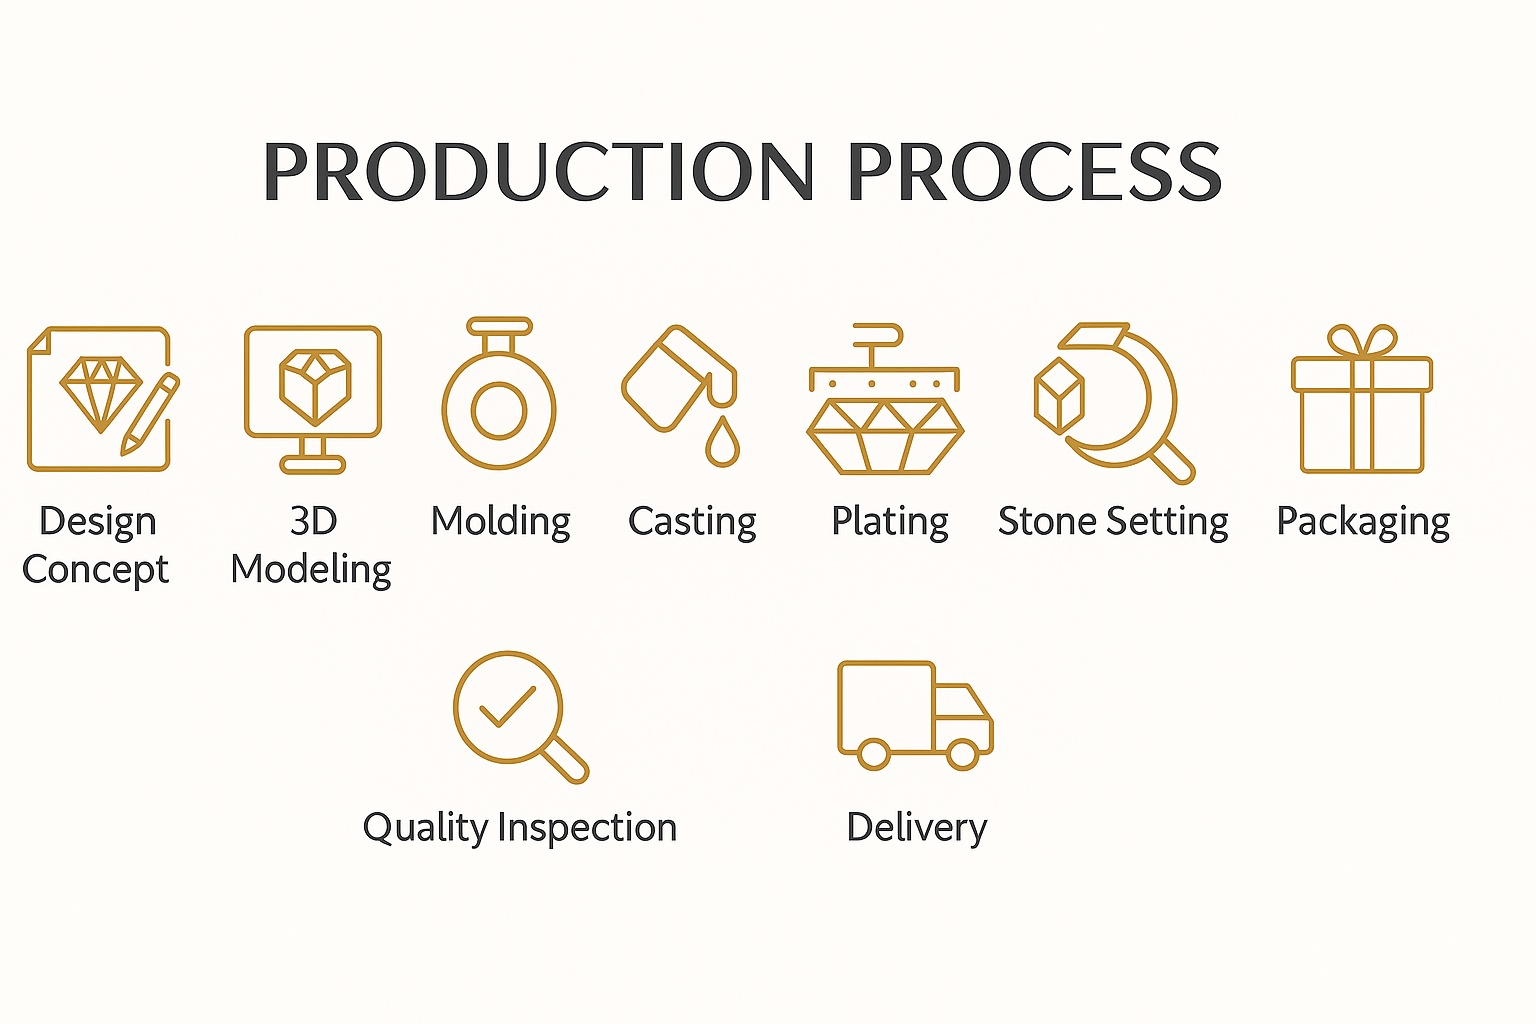 PRODUCTION PROCESS
Design
Concept
3D
Modeling
Molding
Casting
Plating
Stone Setting
Packaging
Quality Inspection
Delivery